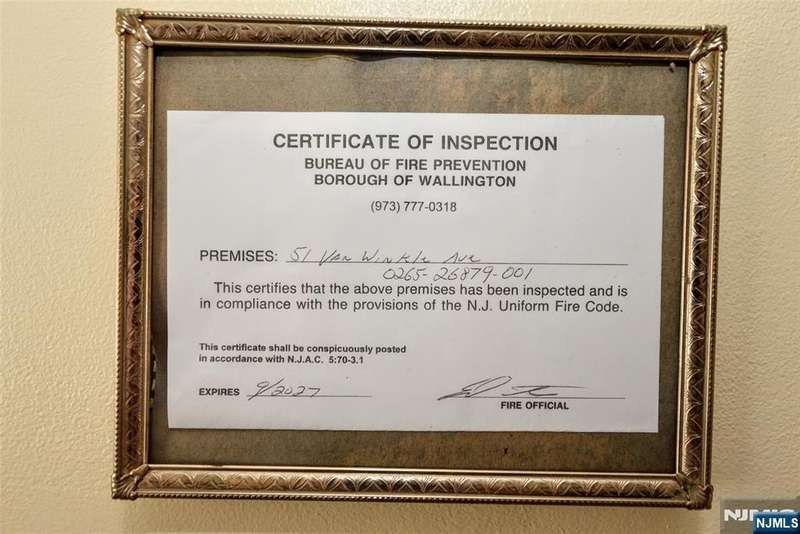 CERTIFICATE OF INSPECTION
BUREAU OF FIRE PREVENTION
BOROUGH OF WALLINGTON
(973) 777-0318
PREMISES: 51 Van Winkle Ave
0265-26879-001
This certifies that the above premises has been inspected and is
in compliance with the provisions of the N.J. Uniform Fire Code.
This certificate shall be conspicuously posted
in accordance with N.J.A.C. 5:70-3.1
EXPIRES 9/2027
FIRE OFFICIAL
NJMLS